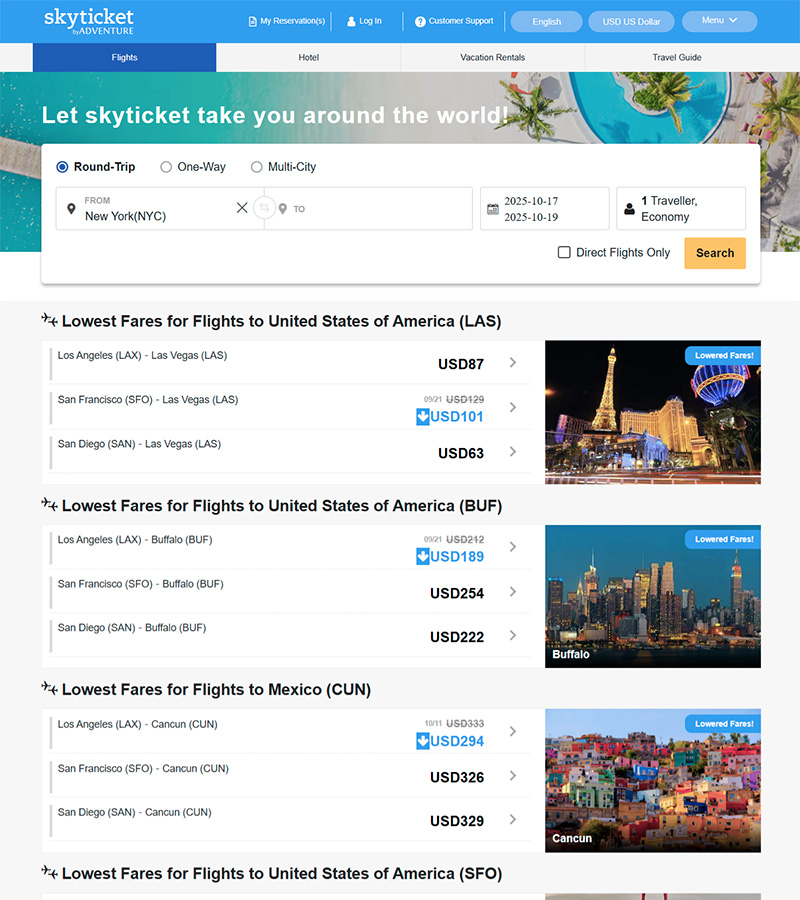 skyticket
by ADVENTURE
My Reservation(s)
Log In
Customer Support
English
USD US Dollar
Menu
Flights
Hotel
Vacation Rentals
Travel Guide
Let skyticket take you around the world!
Round-Trip
One-Way
Multi-City
FROM
New York(NYC)
TO
2025-10-17
2025-10-19
1 Traveller,
Economy
Direct Flights Only
Search
Lowest Fares for Flights to United States of America (LAS)
Los Angeles (LAX) - Las Vegas (LAS)
USD87
San Francisco (SFO) - Las Vegas (LAS)
09/21 USD129
USD101
San Diego (SAN) - Las Vegas (LAS)
USD63
Lowered Fares!
Lowest Fares for Flights to United States of America (BUF)
Los Angeles (LAX) - Buffalo (BUF)
09/21 USD212
USD189
San Francisco (SFO) - Buffalo (BUF)
USD254
San Diego (SAN) - Buffalo (BUF)
USD222
Lowered Fares!
Buffalo
Lowest Fares for Flights to Mexico (CUN)
Los Angeles (LAX) - Cancun (CUN)
10/11 USD333
USD294
San Francisco (SFO) - Cancun (CUN)
USD326
San Diego (SAN) - Cancun (CUN)
USD329
Lowered Fares!
Cancun
Lowest Fares for Flights to United States of America (SFO)